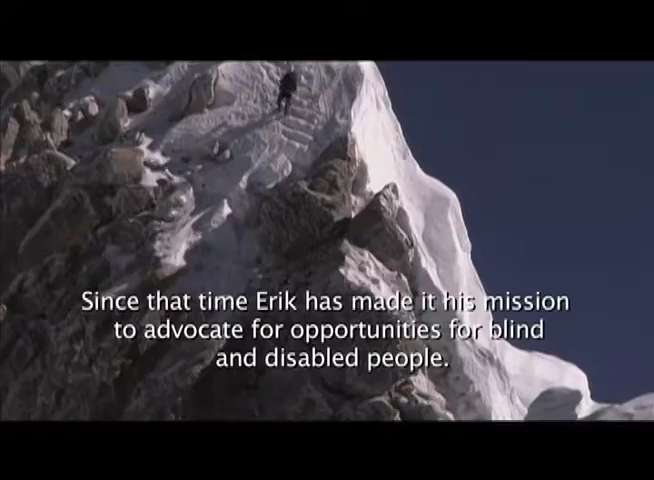 Since that time Erik has made it his mission
to advocate for opportunities for blind
and disabled people.